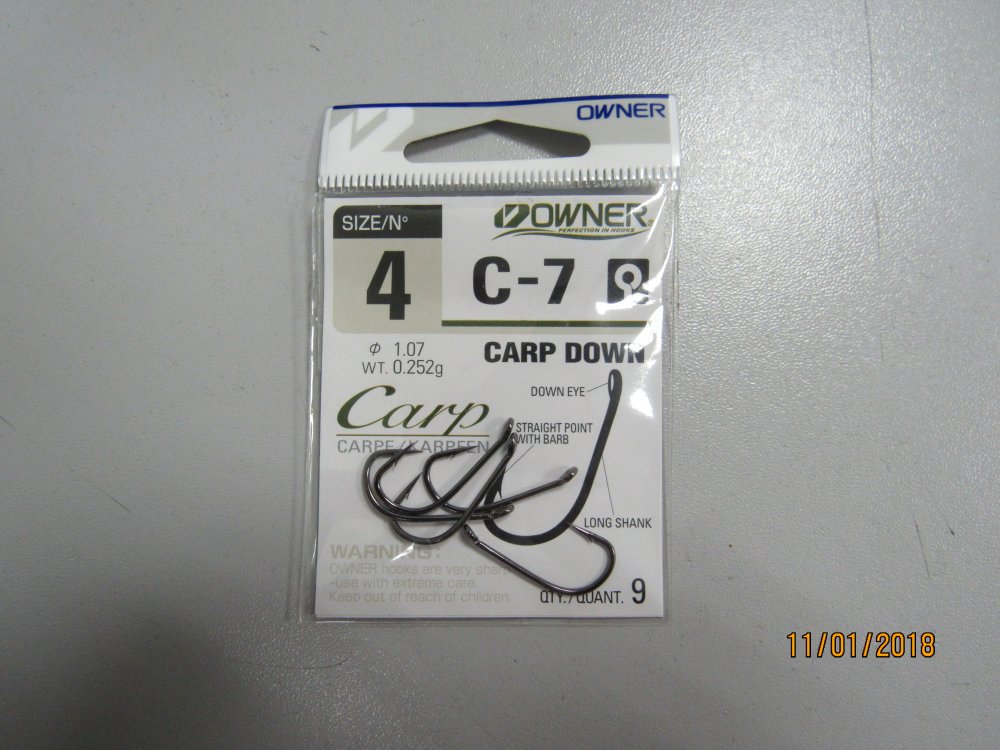 OWNER
SIZE/N°
OWNER
PERFECTION IN HOOKS
4
C-7
φ 1.07
WT. 0.252g
CARP DOWN
DOWN EYE
Carp
STRAIGHT POINT
WITH BARB
CARPE/KARPFEN
LONG SHANK
WARNING:
OWNER hooks are very sharp
-use with extreme care.
Keep out of reach of children.
QTY./QUANT. 9
11/01/2018